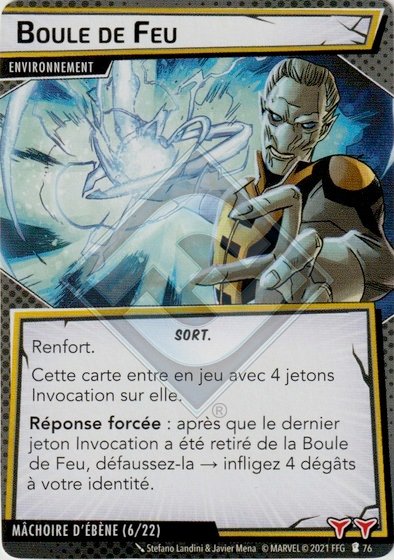 Boule de Feu
ENVIRONNEMENT
SORT.
Renfort.
Cette carte entre en jeu avec 4 jetons
Invocation sur elle.
Réponse forcée : après que le dernier
jeton Invocation a été retiré de la Boule
de Feu, défaussez-la → infligez 4 dégâts
à votre identité.
®
MÂCHOIRE D'ÉBÈNE (6/22)
Stefano Landini & Javier Mena © MARVEL © 2021 FFG 76